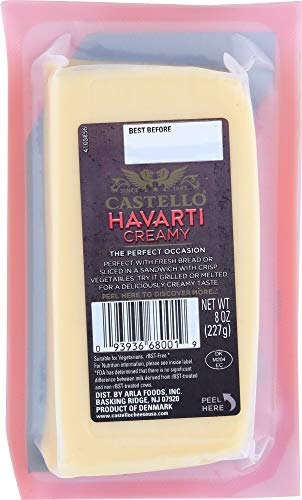 4105856
BEST BEFORE
SINCE 1893
CASTELLO
HAVARTI
CREAMY
THE PERFECT OCCASION
PERFECT WITH FRESH BREAD OR
SLICED IN A SANDWICH WITH CRISP
VEGETABLES. TRY IT GRILLED OR MELTED
FOR A DELICIOUSLY CREAMY TASTE.
PEEL HERE TO DISCOVER MORE...
NET WT
8 OZ
(227g)
0 93936 68001 9
Suitable for Vegetarians. rBST-Free*
For Nutrition information, please see inside label.
*FDA has determined that there is no significant
difference between milk derived from rBST-treated
and non rBST-treated cows.
DK
M204
EC
DIST. BY ARLA FOODS, INC.
BASKING RIDGE, NJ 07920
PRODUCT OF DENMARK
www.castellocheeseusa.com
PEEL
HERE